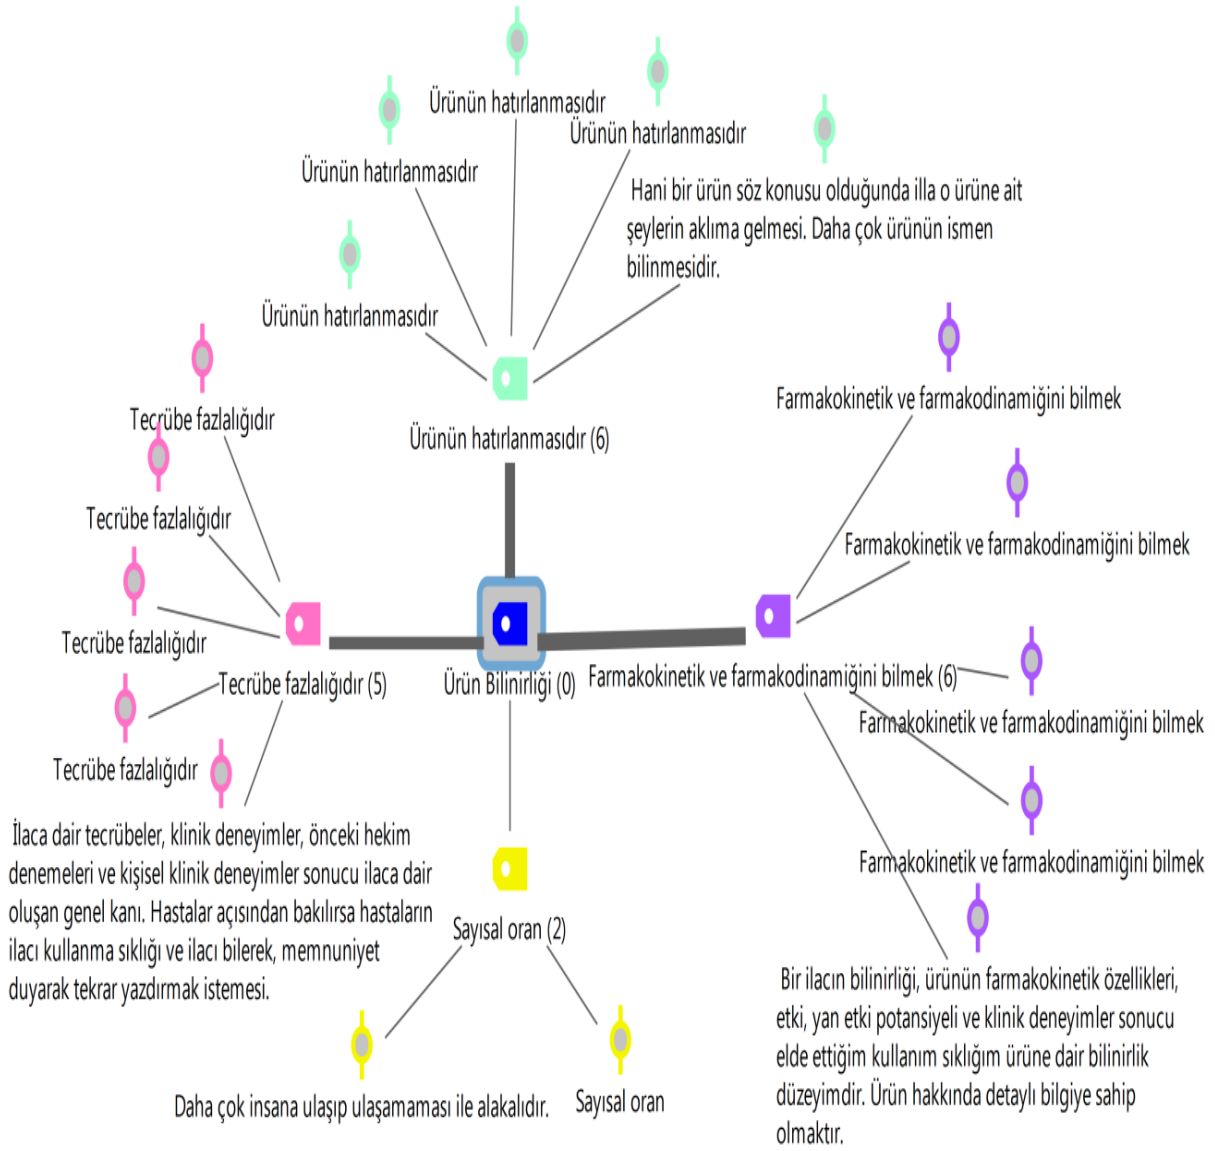 Ürünün hatırlanmasıdır
Ürünün hatırlanmasıdır
Ürünün hatırlanmasıdır
Hani bir ürün söz konusu olduğunda illa o ürüne ait
şeylerin aklıma gelmesi. Daha çok ürünün ismen
bilinmesidir.
Ürünün hatırlanmasıdır
Ürünün hatırlanmasıdır (6)
Farmakokinetik ve farmakodinamiğini bilmek
Tecrübe fazlalığıdır
Tecrübe fazlalığıdır
Farmakokinetik ve farmakodinamiğini bilmek
Tecrübe fazlalığıdır
Tecrübe fazlalığıdır (5)
Ürün Bilinirliği (0)
Farmakokinetik ve farmakodinamiğini bilmek (6)
Farmakokinetik ve farmakodinamiğini bilmek
Tecrübe fazlalığıdır
İlaca dair tecrübeler, klinik deneyimler, önceki hekim
denemeleri ve kişisel klinik deneyimler sonucu ilaca dair
oluşan genel kanı. Hastalar açısından bakılırsa hastaların
ilacı kullanma sıklığı ve ilacı bilerek, memnuniyet
duyarak tekrar yazdırmak istemesi.
Farmakokinetik ve farmakodinamiğini bilmek
Sayısal oran (2)
Bir ilacın bilinirliği, ürünün farmakokinetik özellikleri,
etki, yan etki potansiyeli ve klinik deneyimler sonucu
elde ettiğim kullanım sıklığım ürüne dair bilinirlik
düzeyimdir. Ürün hakkında detaylı bilgiye sahip
olmaktır.
Daha çok insana ulaşıp ulaşamaması ile alakalıdır.
Sayısal oran